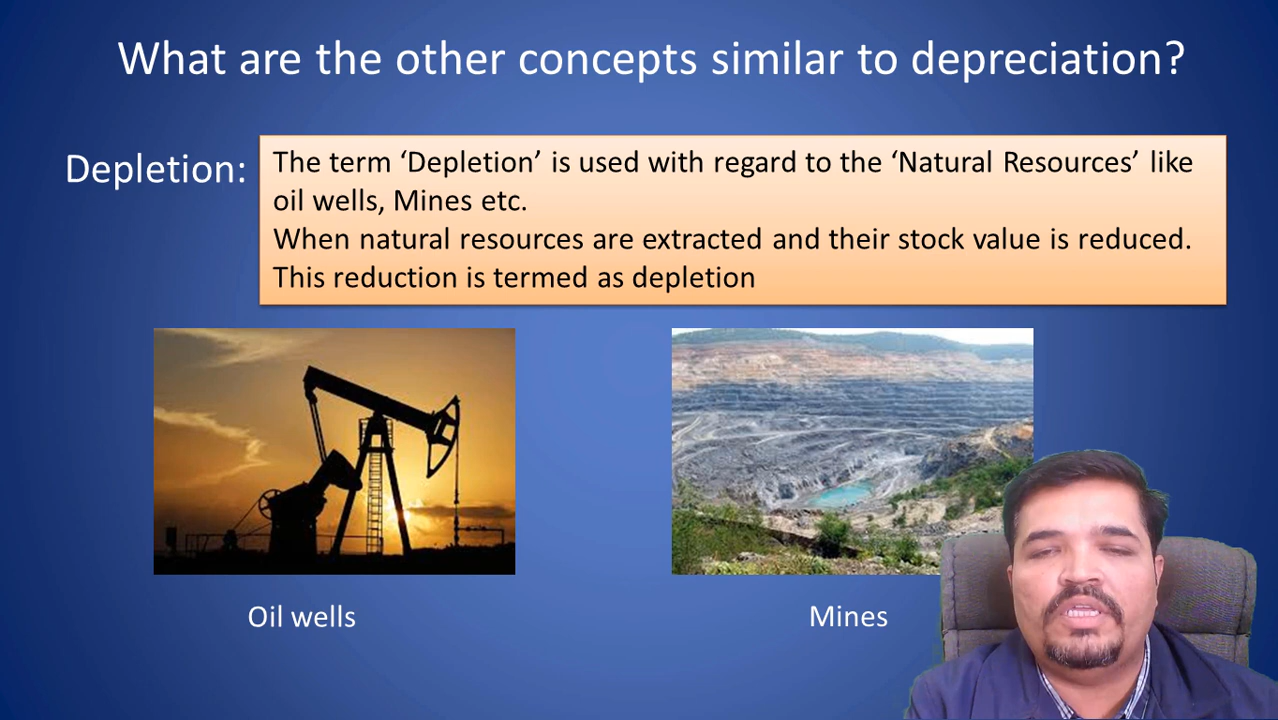 What are the other concepts similar to depreciation?
Depletion:
The term ‘Depletion’ is used with regard to the ‘Natural Resources’ like
oil wells, Mines etc.
When natural resources are extracted and their stock value is reduced.
This reduction is termed as depletion
Oil wells
Mines